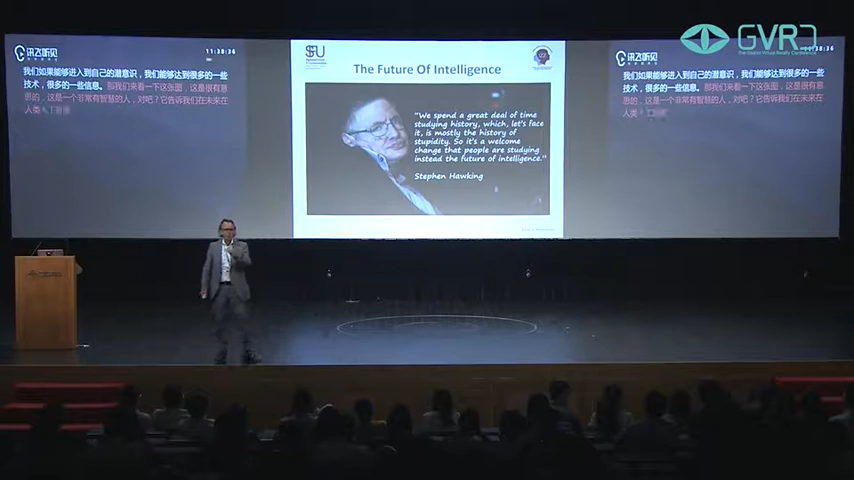 讯飞听见
11:38:36
我们如果能够进入到自己的潜意识，我们能够达到很多的一些
技术，很多的一些信息。那我们来看一下这张图，这是很有意
思的，这是一个非常有智慧的人，对吧？它告诉我们在未来在
人类
SFU
The Future Of Intelligence
"We spend a great deal of time
studying history, which, let's face
it, is mostly the history of
stupidity. So it's a welcome
change that people are studying
instead the future of intelligence."
Stephen Hawking
GVRC
The Global Virtual Reality Conference
讯飞听见
:38:36
我们如果能够进入到自己的潜意识，我们能够达到很多的一些
技术，很多的一些信息。那我们来看一下这张图，这是很有意
思的，这是一个非常有智慧的人，对吧？它告诉我们在未来在
人类